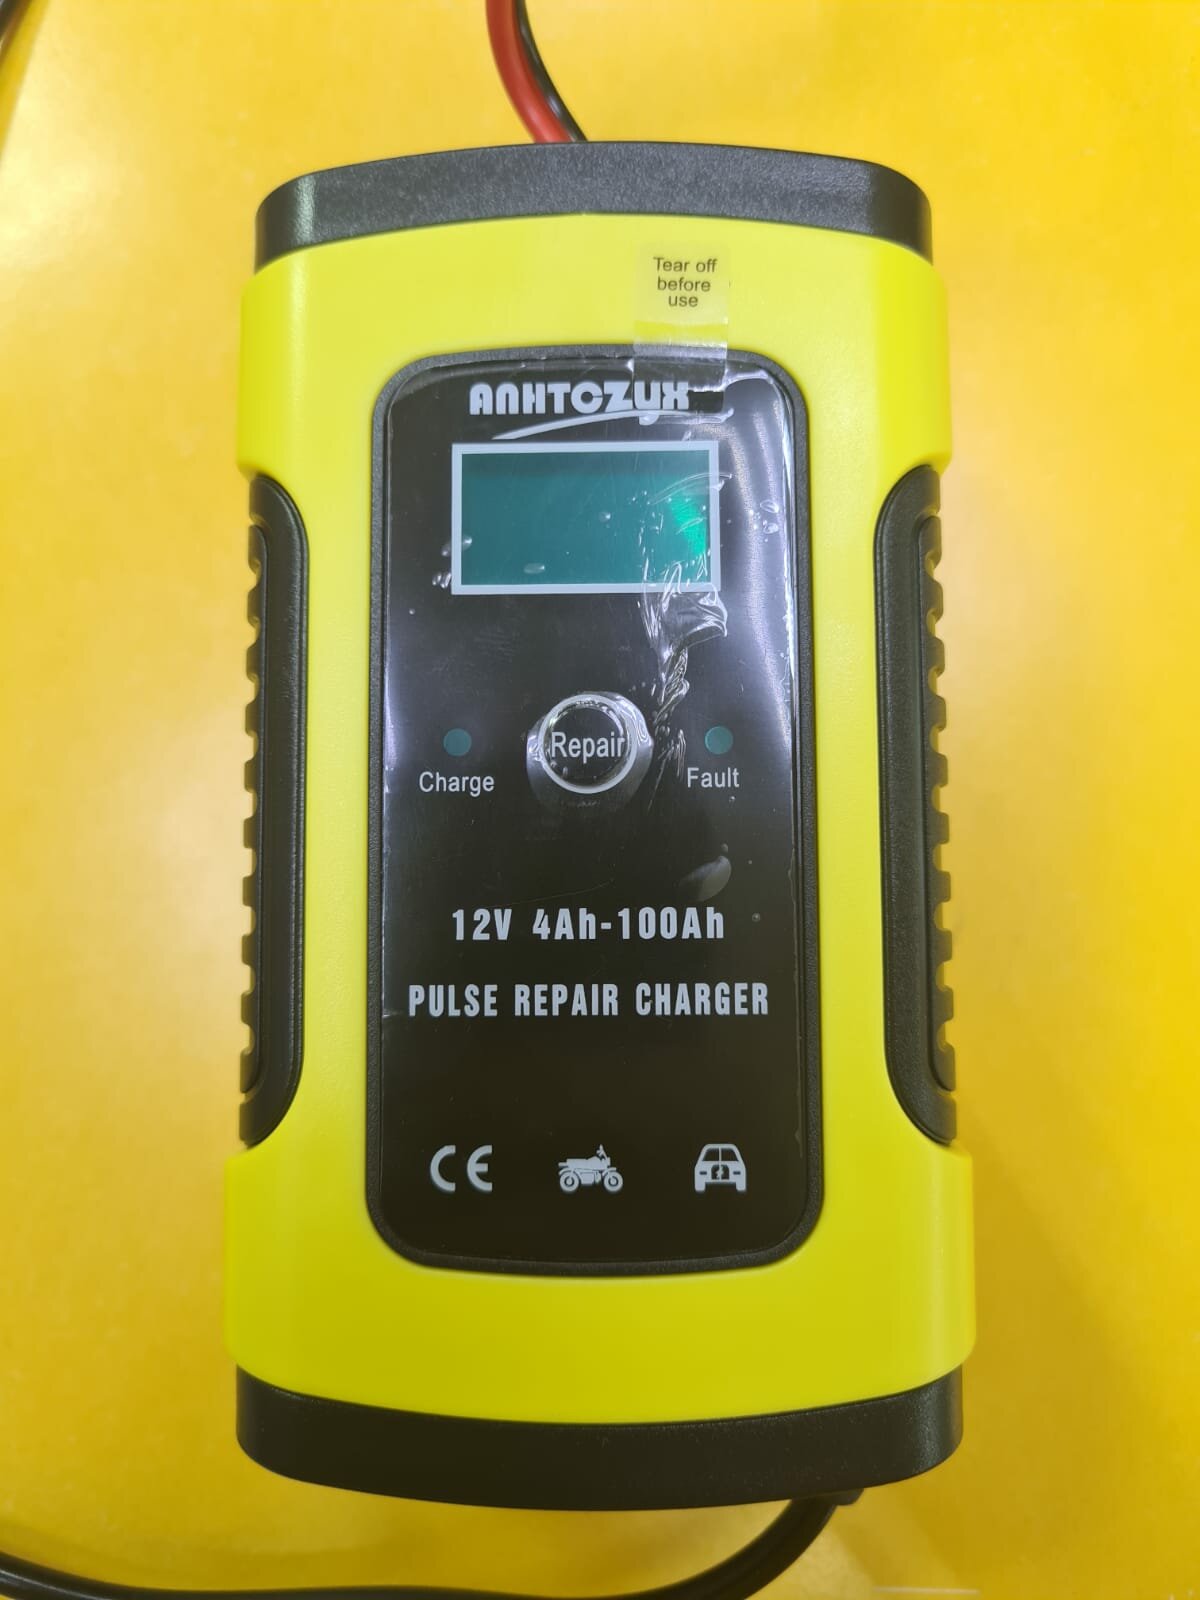 Tear off
before
use
ANHTCZYX
Repair
Charge
Fault
12V 4Ah-100Ah
PULSE REPAIR CHARGER
CE